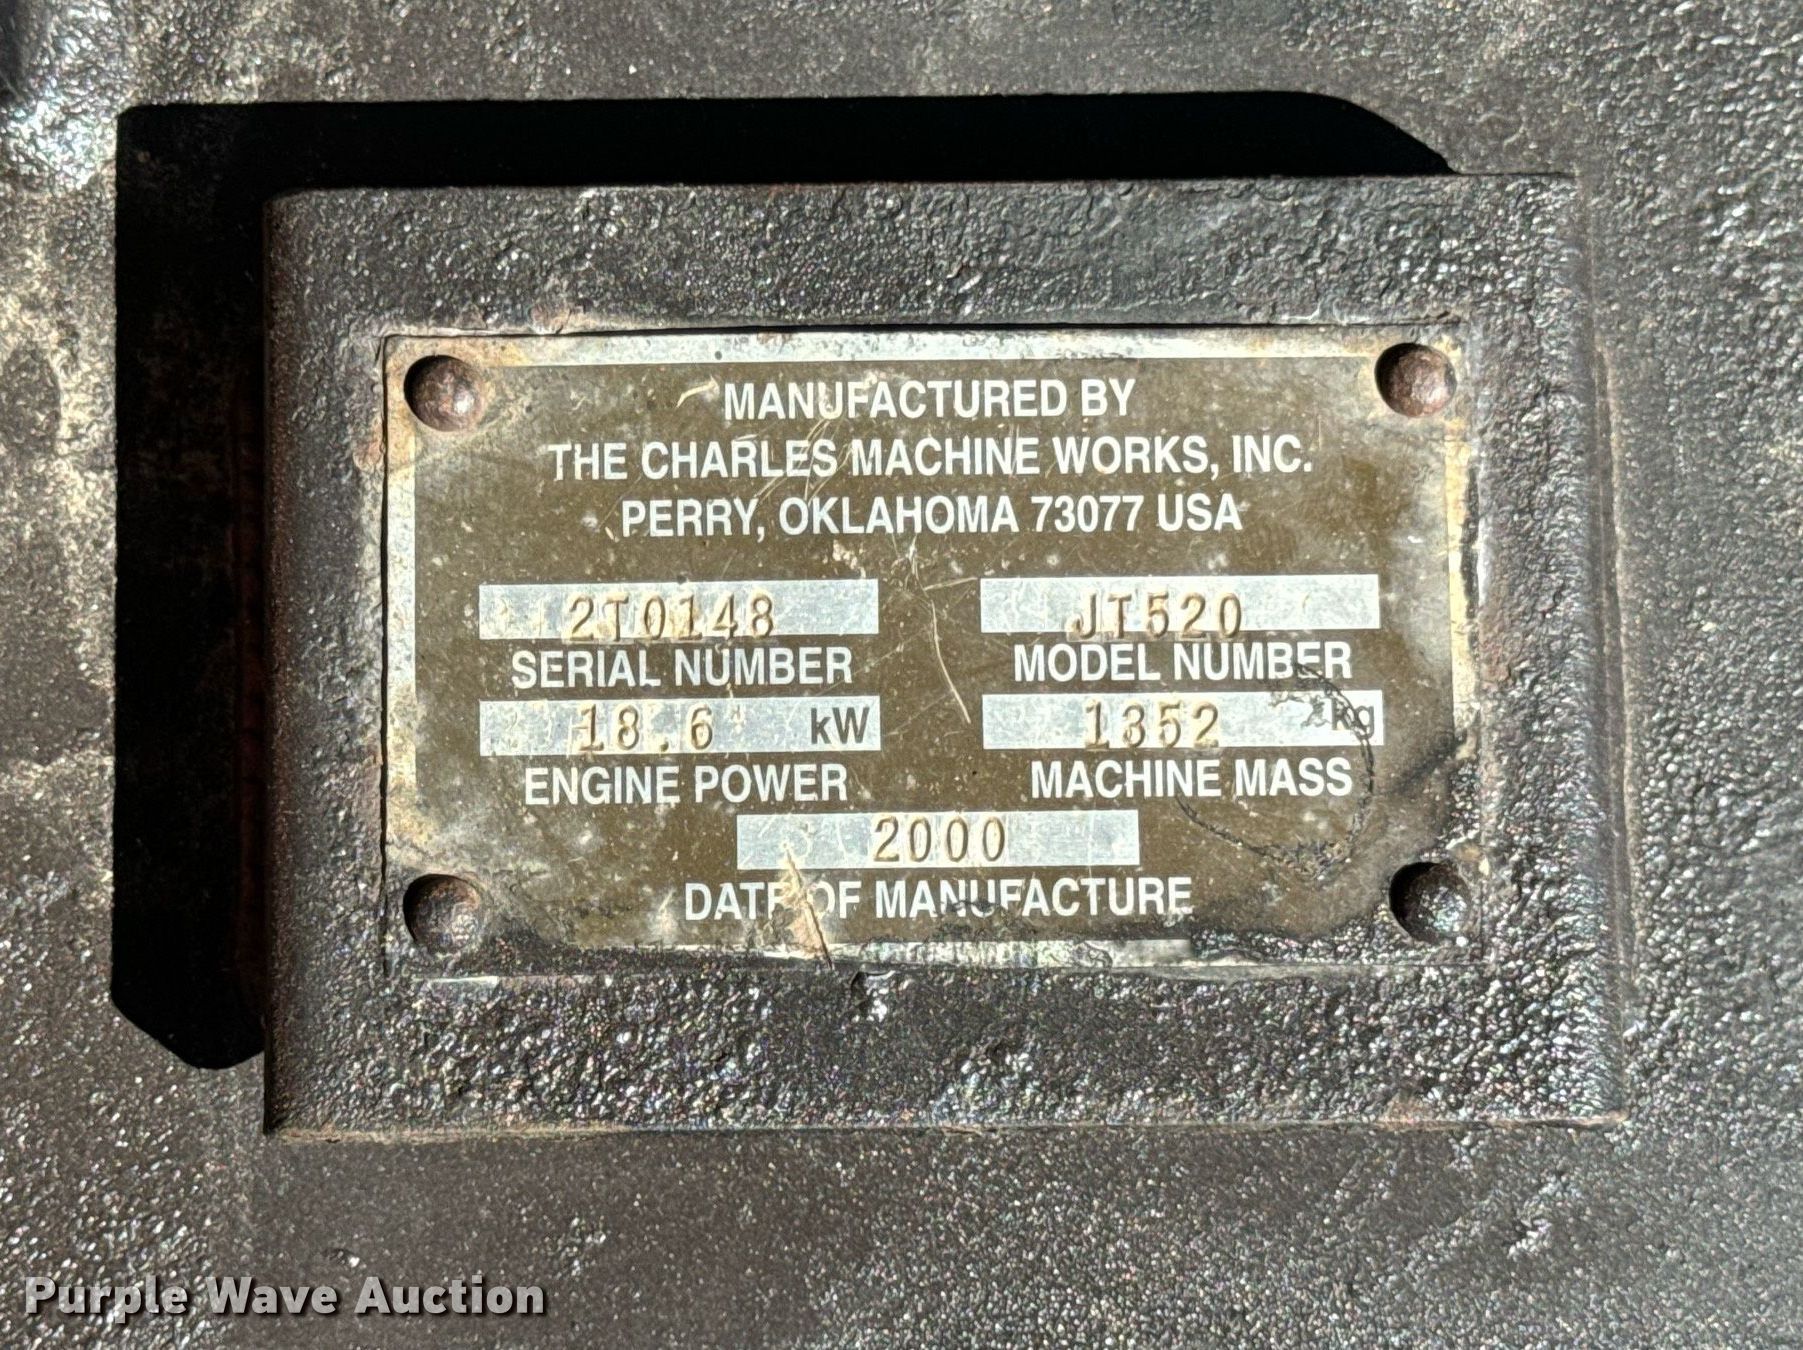 MANUFACTURED BY
THE CHARLES MACHINE WORKS, INC.
PERRY, OKLAHOMA 73077 USA
2T0148 JT520
SERIAL NUMBER MODEL NUMBER
18.6 kW 1352 kg
ENGINE POWER MACHINE MASS
2000
DATE OF MANUFACTURE
Purple Wave Auction